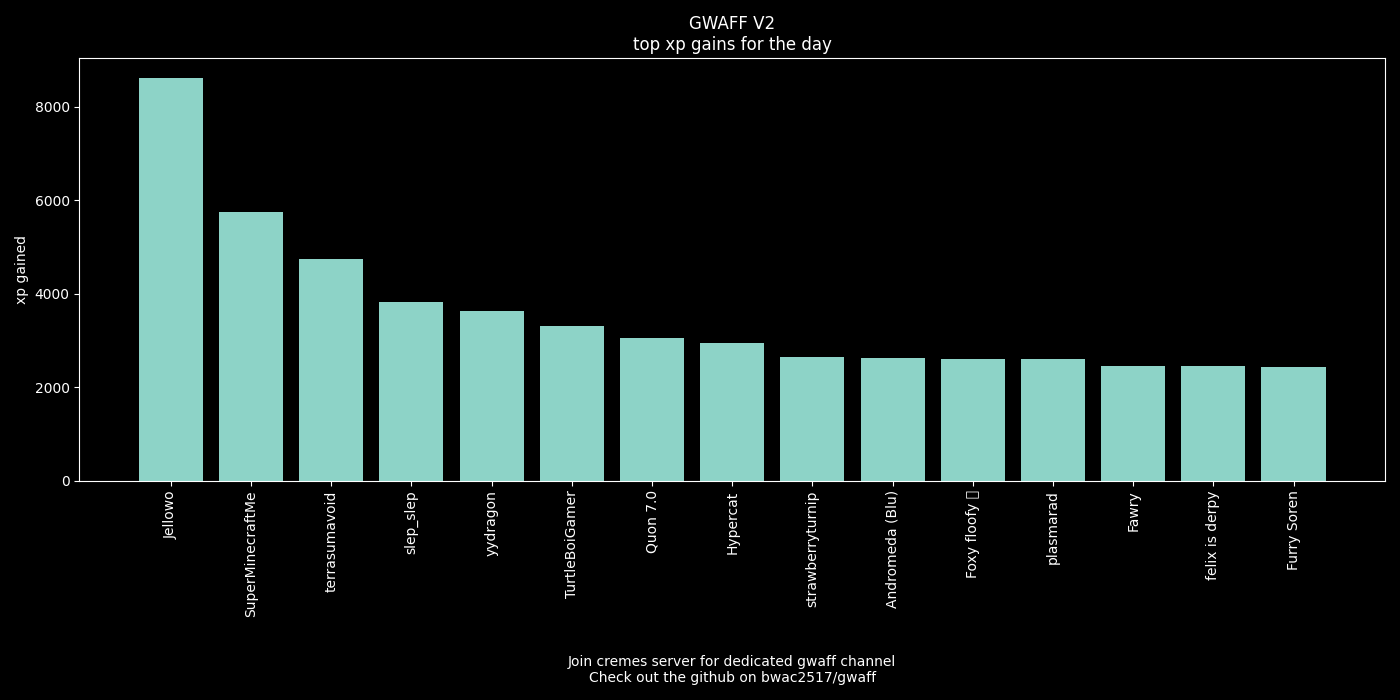 GWAFF V2
top xp gains for the day
xp gained
8000
6000
4000
2000
0
Jellowo
SuperMinecraftMe
terrasumavoid
slep_slep
yydragon
TurtleBoiGamer
Quon 7.0
Hypercat
strawberryturnip
Andromeda (Blu)
Foxy floofy
plasmarad
Fawry
felix is derpy
Furry Soren
Join cremes server for dedicated gwaff channel
Check out the github on bwac2517/gwaff